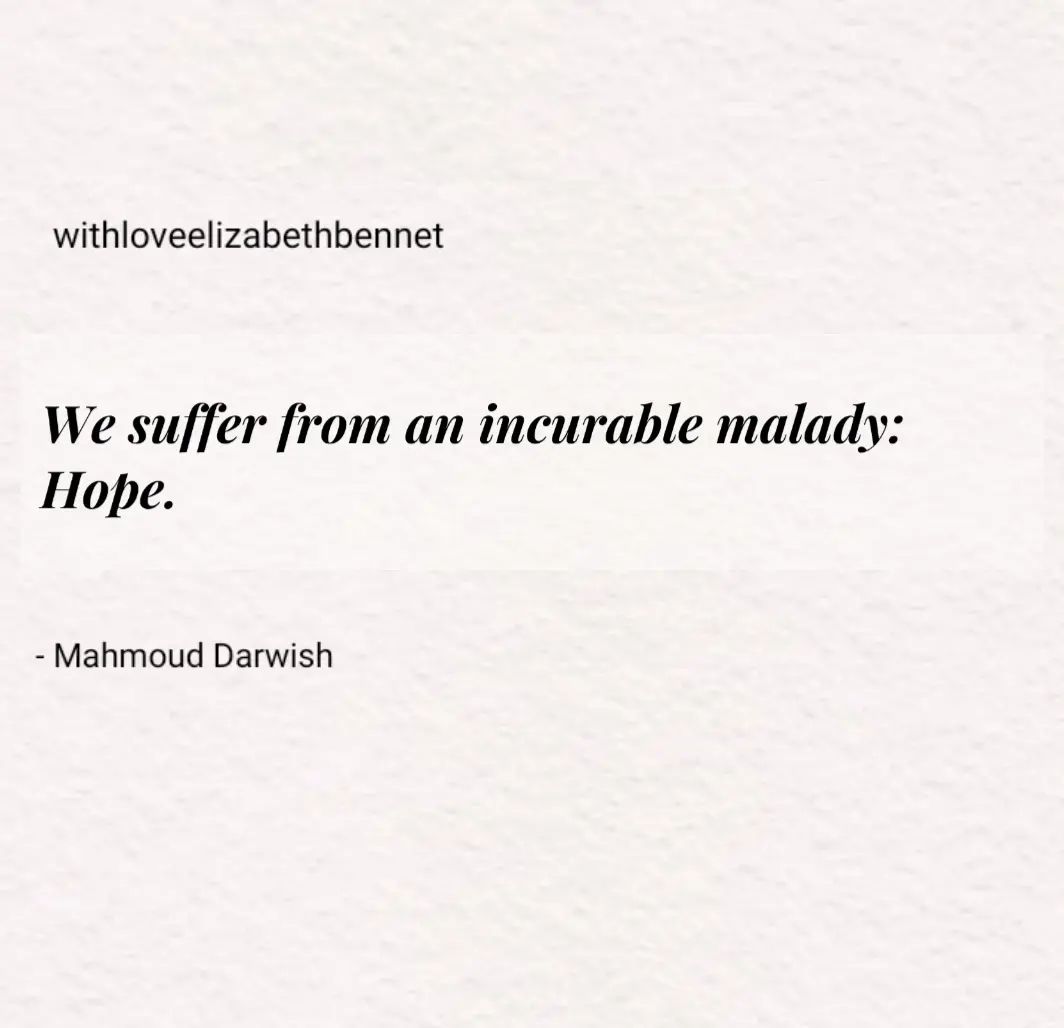 withloveelizabethbennet
We suffer from an incurable malady:
Hope.
- Mahmoud Darwish